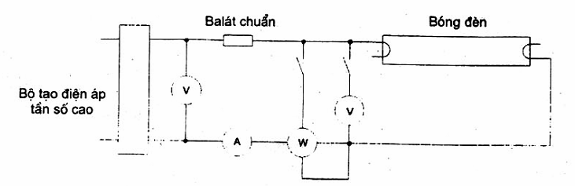 Balát chuẩn
Bóng đèn
Bộ tạo điện áp
tần số cao
V
V
A
W